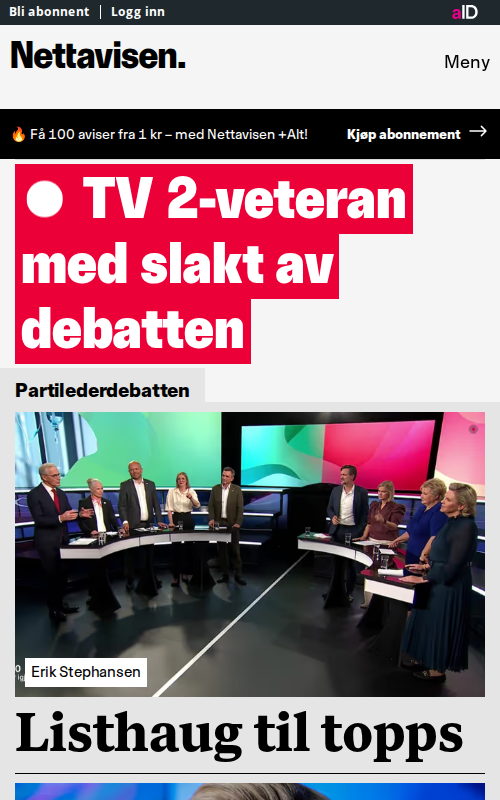 Bli abonnent
Logg inn
aID
Nettavisen.
Meny
🔥 Få 100 aviser fra 1 kr – med Nettavisen +Alt!
Kjøp abonnement →
TV 2-veteran
med slakt av
debatten
Partilederdebatten
Erik Stephansen
Listhaug til topps